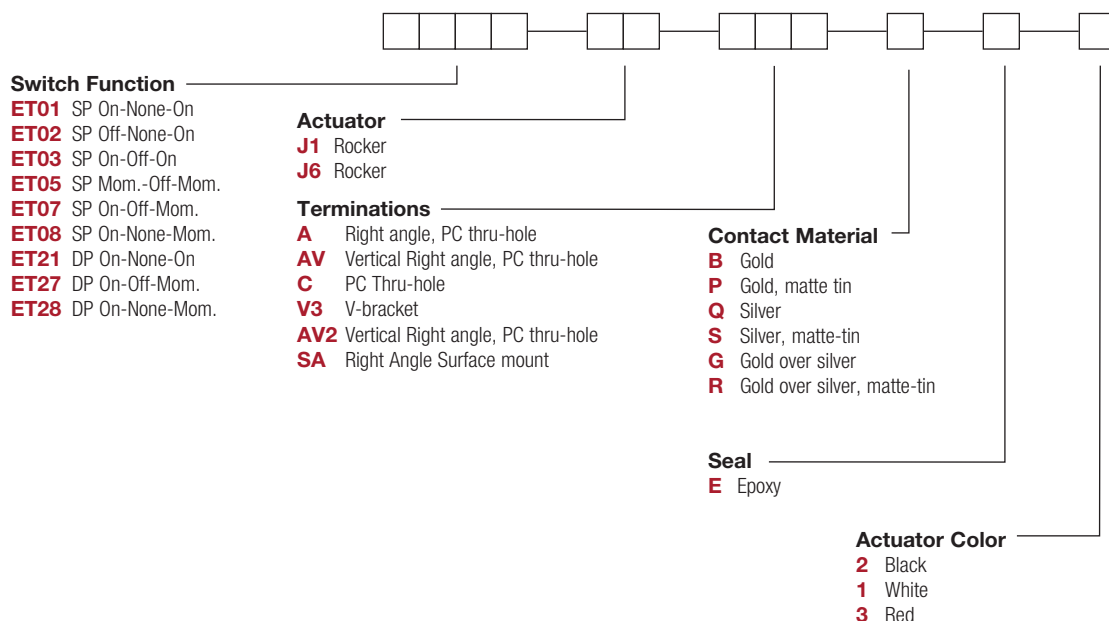 Switch Function
ET01 SP On-None-On
ET02 SP Off-None-On
ET03 SP On-Off-On
ET05 SP Mom.-Off-Mom.
ET07 SP On-Off-Mom.
ET08 SP On-None-Mom.
ET21 DP On-None-On
ET27 DP On-Off-Mom.
ET28 DP On-None-Mom.
Actuator
J1 Rocker
J6 Rocker
Terminations
A Right angle, PC thru-hole
AV Vertical Right angle, PC thru-hole
C PC Thru-hole
V3 V-bracket
AV2 Vertical Right angle, PC thru-hole
SA Right Angle Surface mount
Contact Material
B Gold
P Gold, matte tin
Q Silver
S Silver, matte-tin
G Gold over silver
R Gold over silver, matte-tin
Seal
E Epoxy
Actuator Color
2 Black
1 White
3 Red